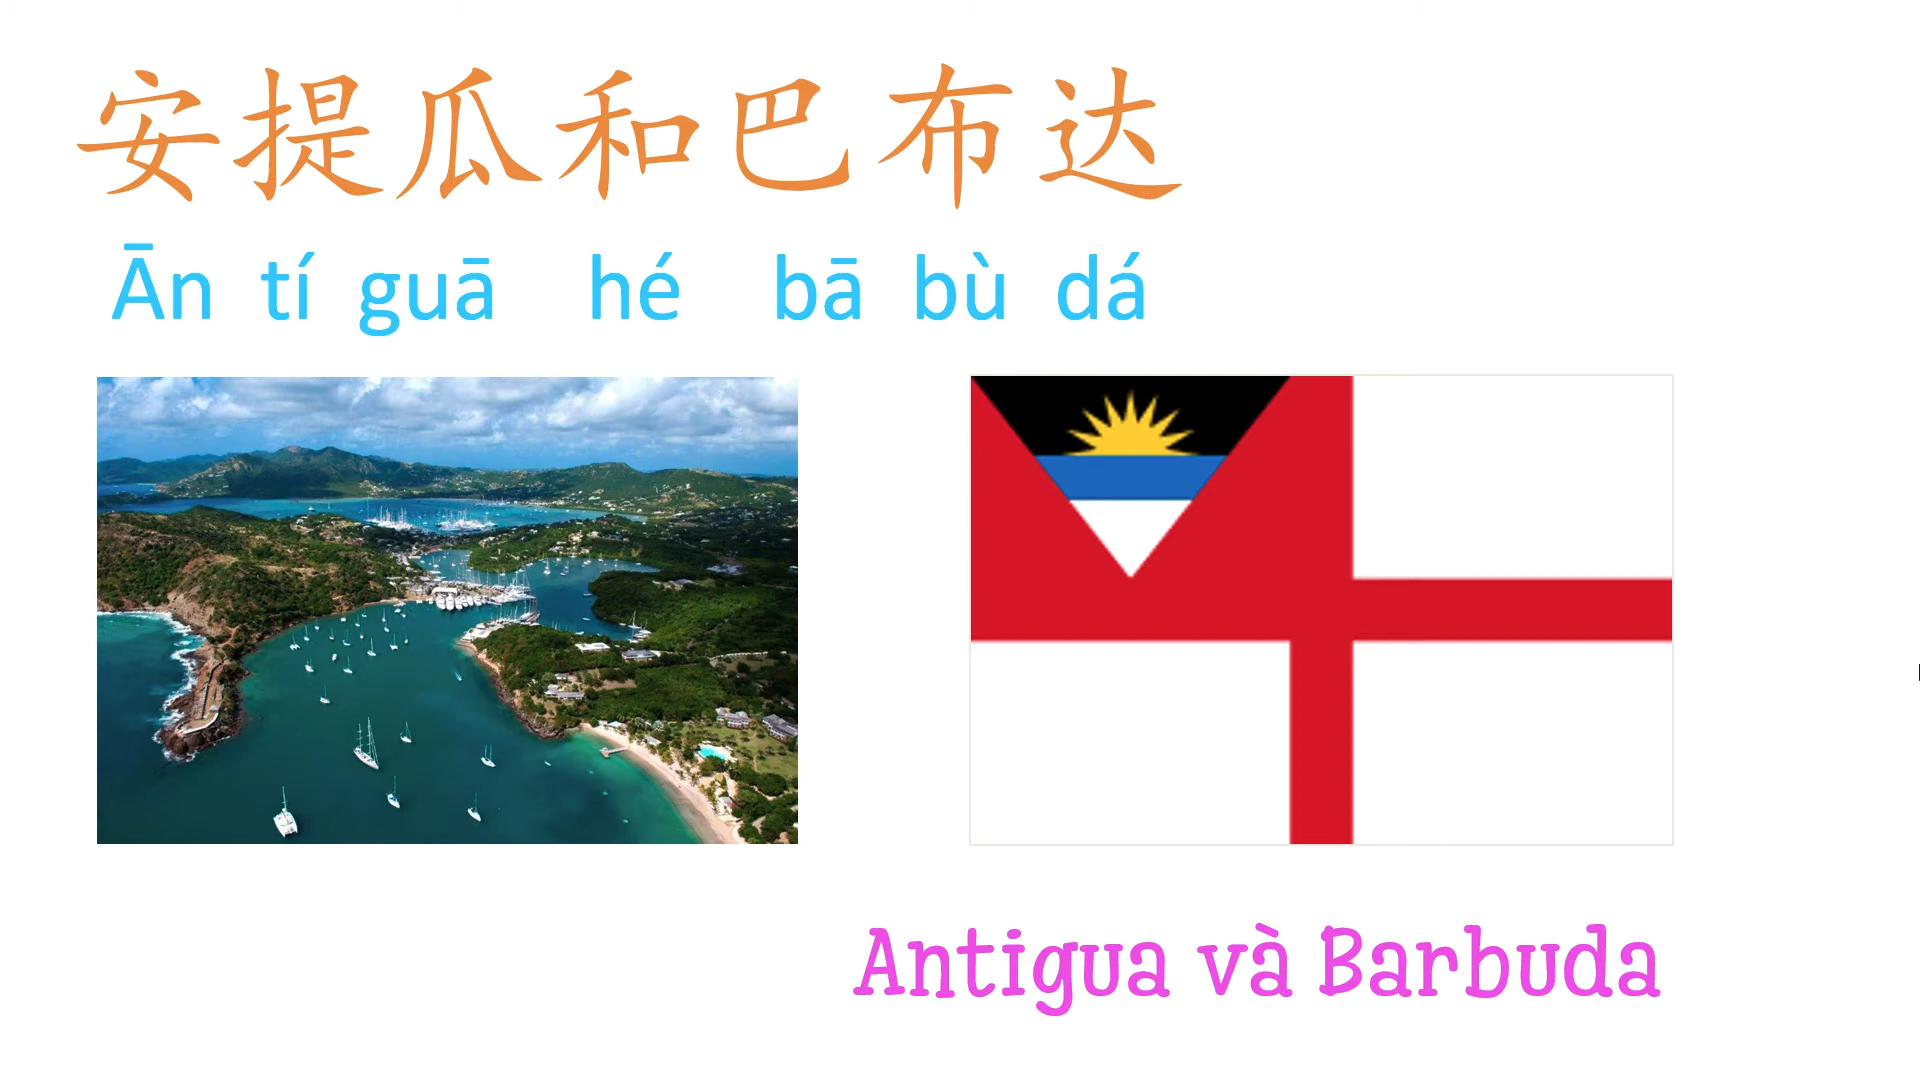 安提瓜和巴布达
Ān tí guā hé bā bù dá
Antigua và Barbuda